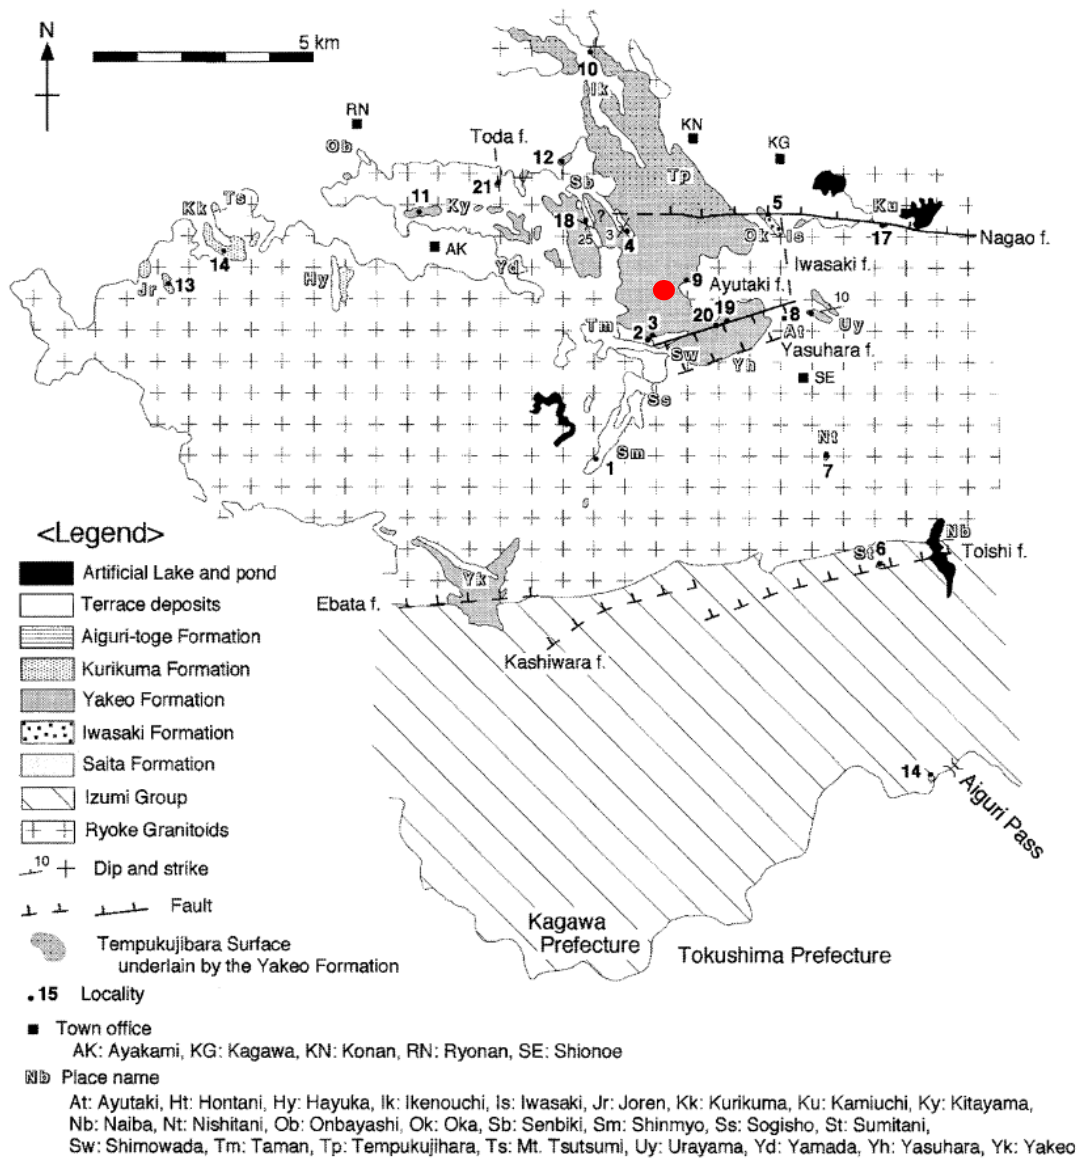 N
5 km
10
Ik
RN
KN
Ob
Toda f.
KG
12
Tp
21
Sb
Ts
11
Ky
5
Ku
Kk
18
?
25
3
4
Ok
Is
17
Nagao f.
AK
14
Yd
Iwasaki f.
Jr
13
Hy
9
Ayutaki f.
10
20
19
8
Uy
Tm
3
2
At
Sw
Yasuhara f.
Yh
SE
Ss
Nt
Sm
1
7
<Legend>
Nb
Artificial Lake and pond
St
6
Toishi f.
Yk
Terrace deposits
Ebata f.
Aiguri-toge Formation
Kurikuma Formation
Kashiwara f.
Yakeo Formation
Iwasaki Formation
Saita Formation
14
Aiguri Pass
Izumi Group
Ryoke Granitoids
10
Dip and strike
Fault
Kagawa
Prefecture
Tokushima Prefecture
Tempukujibara Surface
underlain by the Yakeo Formation
15 Locality
Town office
AK: Ayakami, KG: Kagawa, KN: Konan, RN: Ryonan, SE: Shionoe
Nb Place name
At: Ayutaki, Ht: Hontani, Hy: Hayuka, Ik: Ikenouchi, Is: Iwasaki, Jr: Joren, Kk: Kurikuma, Ku: Kamiuchi, Ky: Kitayama,
Nb: Naiba, Nt: Nishitani, Ob: Onbayashi, Ok: Oka, Sb: Senbiki, Sm: Shinmyo, Ss: Sogisho, St: Sumitani,
Sw: Shimowada, Tm: Taman, Tp: Tempukujihara, Ts: Mt. Tsutsumi, Uy: Urayama, Yd: Yamada, Yh: Yasuhara, Yk: Yakeo